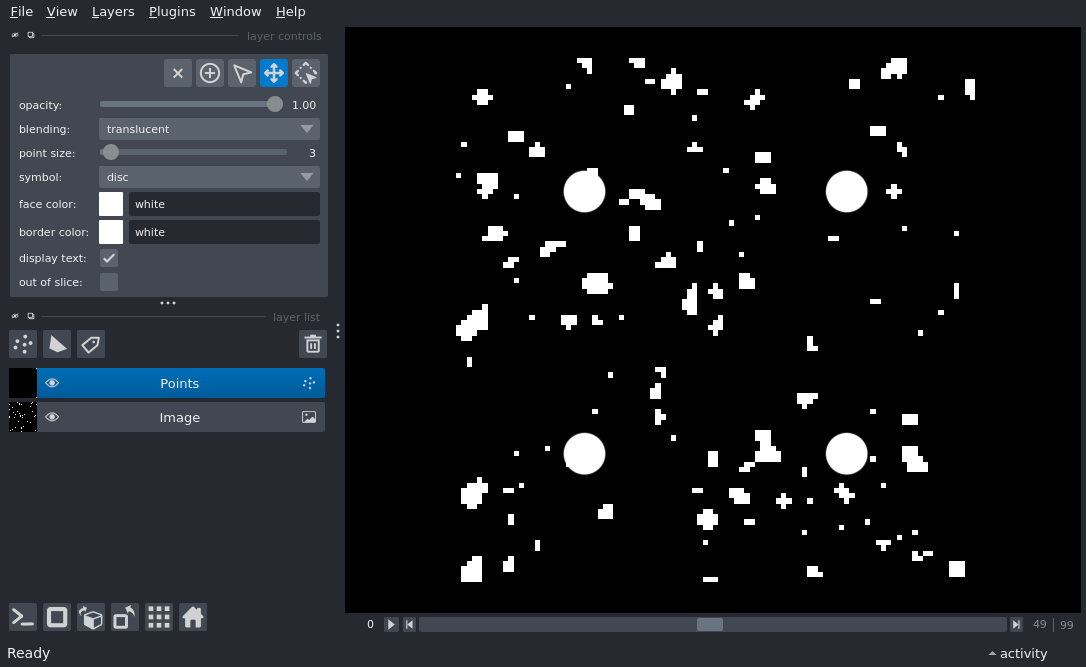 File View Layers Plugins Window Help
layer controls
opacity: 1.00
blending: translucent
point size: 3
symbol: disc
face color: white
border color: white
display text:
out of slice:
layer list
Points
Image
0 49 99
Ready activity